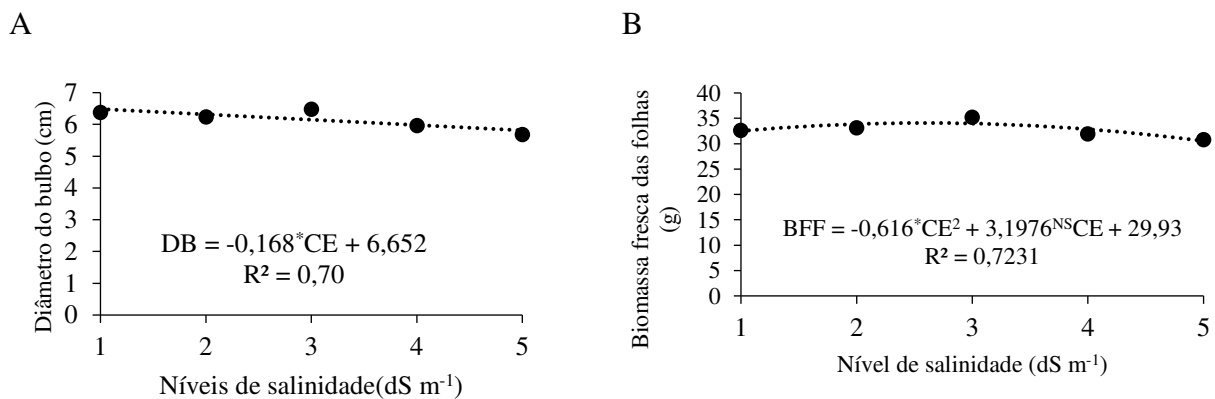 A
Diâmetro do bulbo (cm)
7
6
5
4
3
2
1
0
DB = -0,168*CE + 6,652
R² = 0,70
1 2 3 4 5
Níveis de salinidade(dS m⁻¹)
B
Biomassa fresca das folhas
(g)
40
35
30
25
20
15
10
5
0
BFF = -0,616*CE² + 3,1976ᴺˢCE + 29,93
R² = 0,7231
1 2 3 4 5
Nível de salinidade (dS m⁻¹)